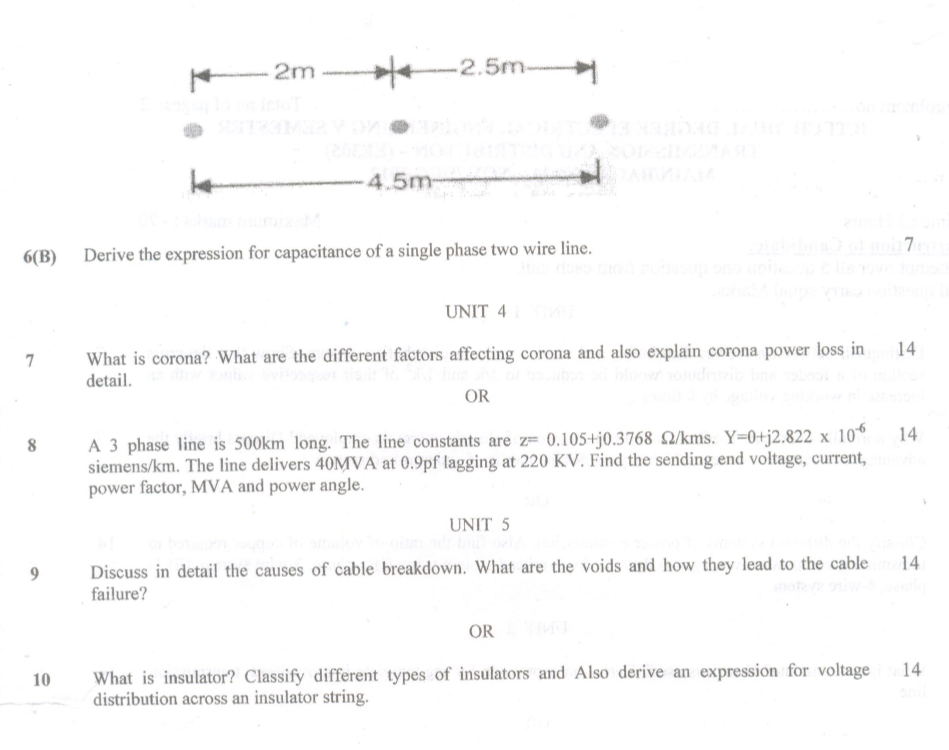 2m 2.5m
4.5m
6(B) Derive the expression for capacitance of a single phase two wire line. 7
UNIT 4
7 What is corona? What are the different factors affecting corona and also explain corona power loss in 14
detail.
OR
8 A 3 phase line is 500km long. The line constants are z= 0.105+j0.3768 Ω/kms. Y=0+j2.822 x 10⁻⁶ 14
siemens/km. The line delivers 40MVA at 0.9pf lagging at 220 KV. Find the sending end voltage, current,
power factor, MVA and power angle.
UNIT 5
9 Discuss in detail the causes of cable breakdown. What are the voids and how they lead to the cable 14
failure?
OR
10 What is insulator? Classify different types of insulators and Also derive an expression for voltage 14
distribution across an insulator string.